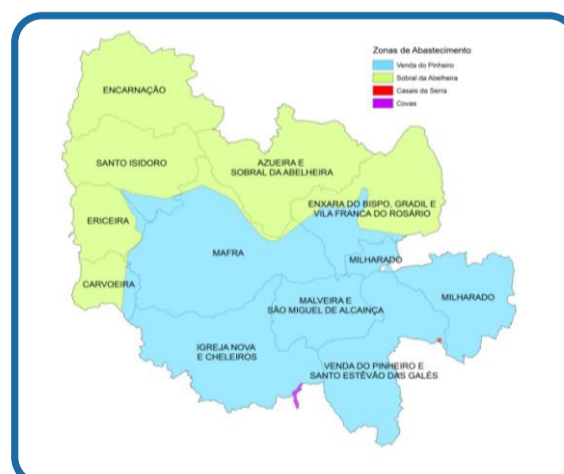 Zonas de Abastecimento
Venda do Pinheiro
Sobral da Abelheira
Casais da Serra
Covas
ENCARNAÇÃO
SANTO ISIDORO
AZUEIRA E
SOBRAL DA ABELHEIRA
ENXARA DO BISPO, GRADIL E
VILA FRANCA DO ROSÁRIO
ERICEIRA
MAFRA
MILHARADO
CARVOEIRA
MALVEIRA E
SÃO MIGUEL DE ALCAINÇA
MILHARADO
IGREJA NOVA
E CHELEIROS
VENDA DO PINHEIRO E
SANTO ESTÊVÃO DAS GALÉS